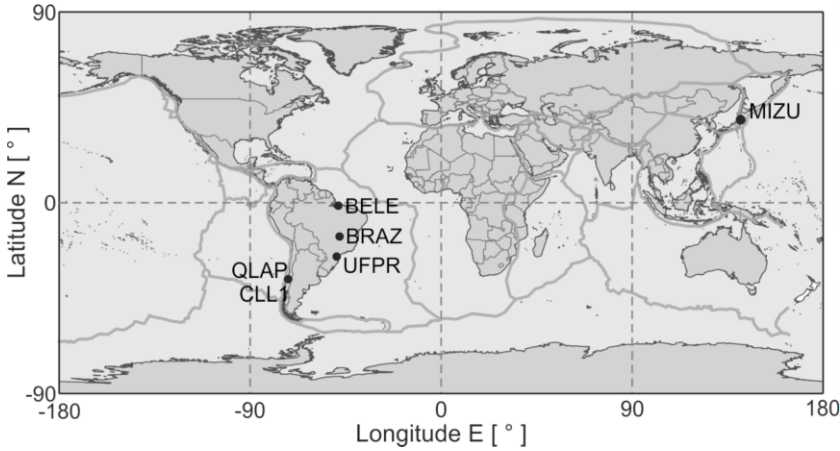 90
MIZU
Latitude N [ ° ]
0
BELE
BRAZ
QLAP
UFPR
CLL1
-90
-180
-90
0
90
180
Longitude E [ ° ]